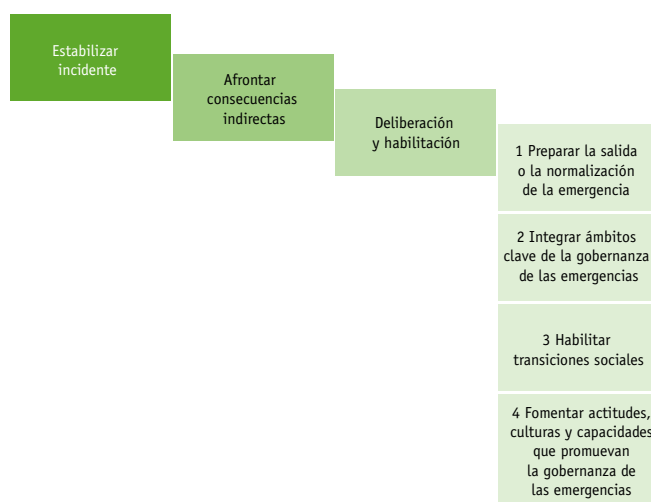 Estabilizar
incidente
Afrontar
consecuencias
indirectas
Deliberación
y habilitación
1 Preparar la salida
o la normalización
de la emergencia
2 Integrar ámbitos
clave de la gobernanza
de las emergencias
3 Habilitar
transiciones sociales
4 Fomentar actitudes,
culturas y capacidades
que promuevan
la gobernanza de
las emergencias